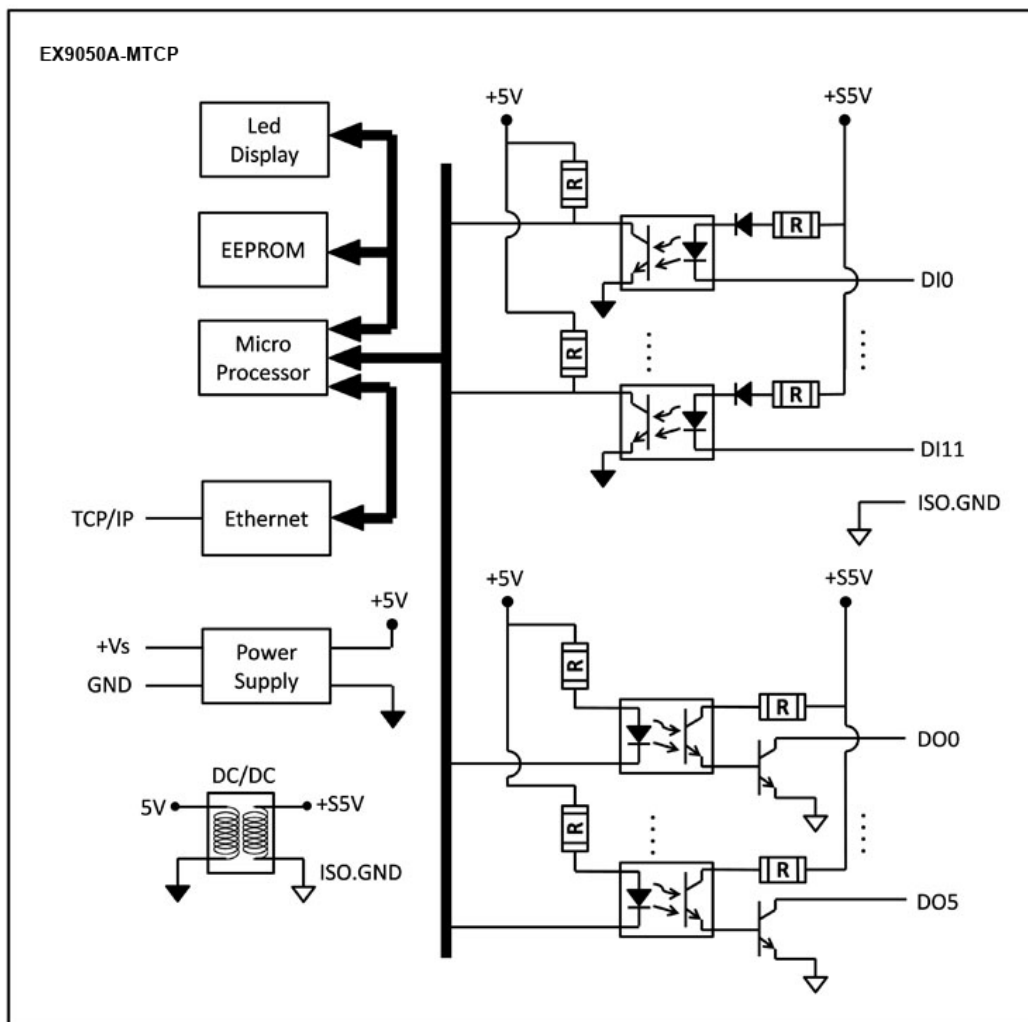 EX9050A-MTCP
Led
Display
EEPROM
Micro
Processor
TCP/IP
Ethernet
+5V
+Vs
GND
Power
Supply
DC/DC
5V
+S5V
ISO.GND
+5V
+S5V
R
R
DI0
R
R
DI11
ISO.GND
+5V
+S5V
R
R
DO0
R
R
DO5